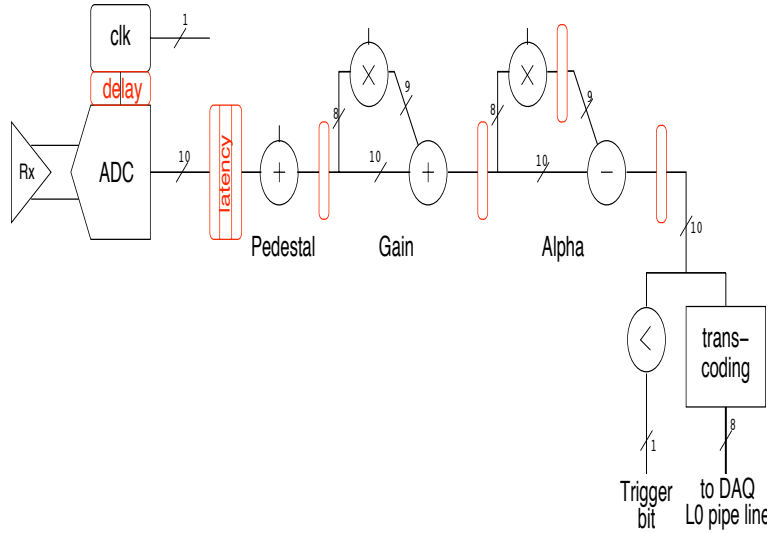 clk
1
delay
Rx
ADC
10
latency
+
Pedestal
8
×
9
10
+
Gain
8
×
9
10
−
Alpha
10
<
trans−
coding
1
8
Trigger
bit
to DAQ
L0 pipe line